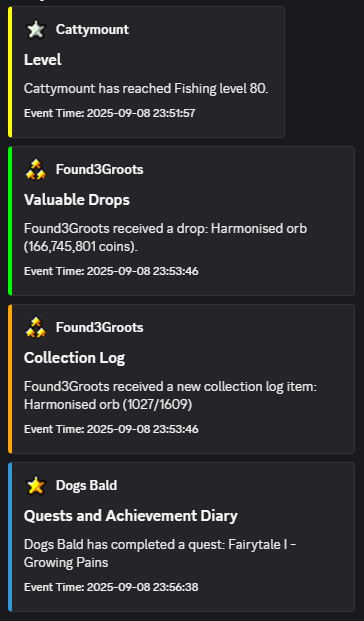 Cattymount
Level
Cattymount has reached Fishing level 80.
Event Time: 2025-09-08 23:51:57
Found3Groots
Valuable Drops
Found3Groots received a drop: Harmonised orb
(166,745,801 coins).
Event Time: 2025-09-08 23:53:46
Found3Groots
Collection Log
Found3Groots received a new collection log item:
Harmonised orb (1027/1609)
Event Time: 2025-09-08 23:53:46
Dogs Bald
Quests and Achievement Diary
Dogs Bald has completed a quest: Fairytale I -
Growing Pains
Event Time: 2025-09-08 23:56:38